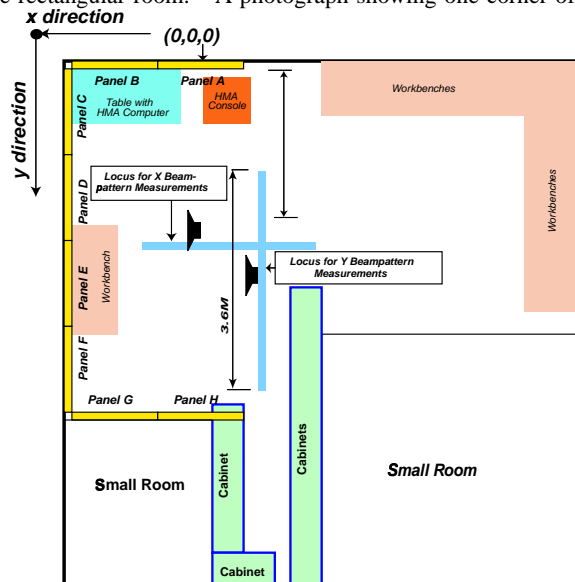 e rectangular room. A photograph showing one corner of
x direction
(0,0,0)
y direction
Panel B
Panel A
Workbenches
Table with
HMA Computer
HMA
Console
Panel C
Locus for X Beam-
pattern Measurements
Panel D
Workbenches
Locus for Y Beampattern
Measurements
Panel E
Workbench
3.6M
Panel F
Panel G
Panel H
Cabinets
Cabinet
Small Room
Small Room
Cabinet